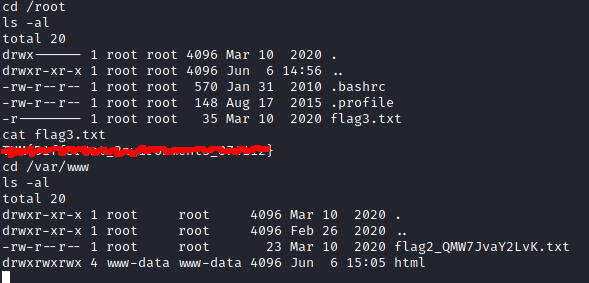 cd /root
ls -al
total 20
drwx------ 1 root root 4096 Mar 10  2020 .
drwxr-xr-x 1 root root 4096 Jun  6 14:56 ..
-rw-r--r-- 1 root root  570 Jan 31  2010 .bashrc
-rw-r--r-- 1 root root  148 Aug 17  2015 .profile
-r-------- 1 root root   35 Mar 10  2020 flag3.txt
cat flag3.txt
cd /var/www
ls -al
total 20
drwxr-xr-x 1 root     root     4096 Mar 10  2020 .
drwxr-xr-x 1 root     root     4096 Feb 26  2020 ..
-rw-r--r-- 1 root     root       23 Mar 10  2020 flag2_QMW7JvaY2LvK.txt
drwxrwxrwx 4 www-data www-data 4096 Jun  6 15:05 html